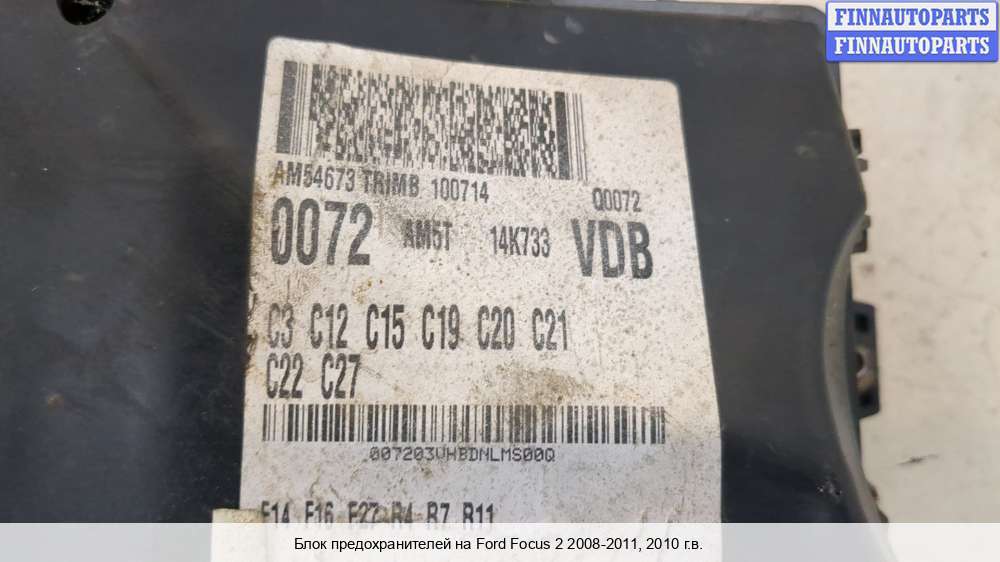 FINNAUTOPARTS
FINNAUTOPARTS
AM54673 TRIMB 100714
Q0072
0072 AM5T 14K733 VDB
C3 C12 C15 C19 C20 C21
C22 C27
007203VHBDNLMS00Q
F14 F16 F27 R4 R7 R11
Блок предохранителей на Ford Focus 2 2008-2011, 2010 г.в.